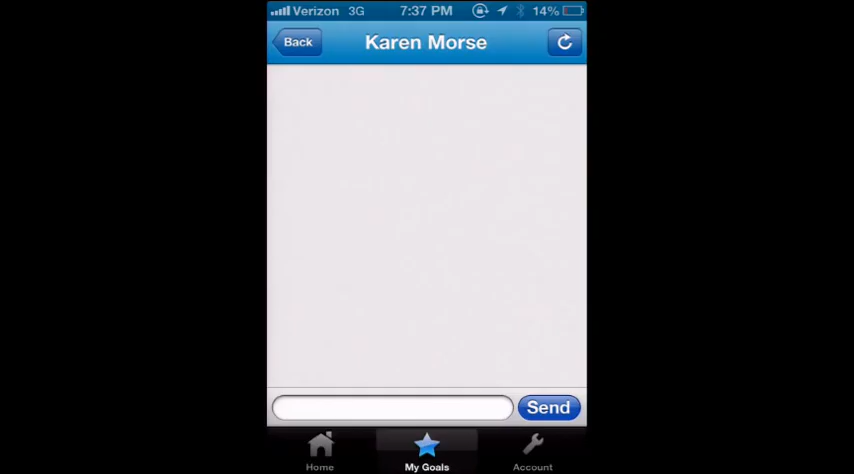 Verizon 3G 7:37 PM 14%
Back Karen Morse
Send
Home My Goals Account